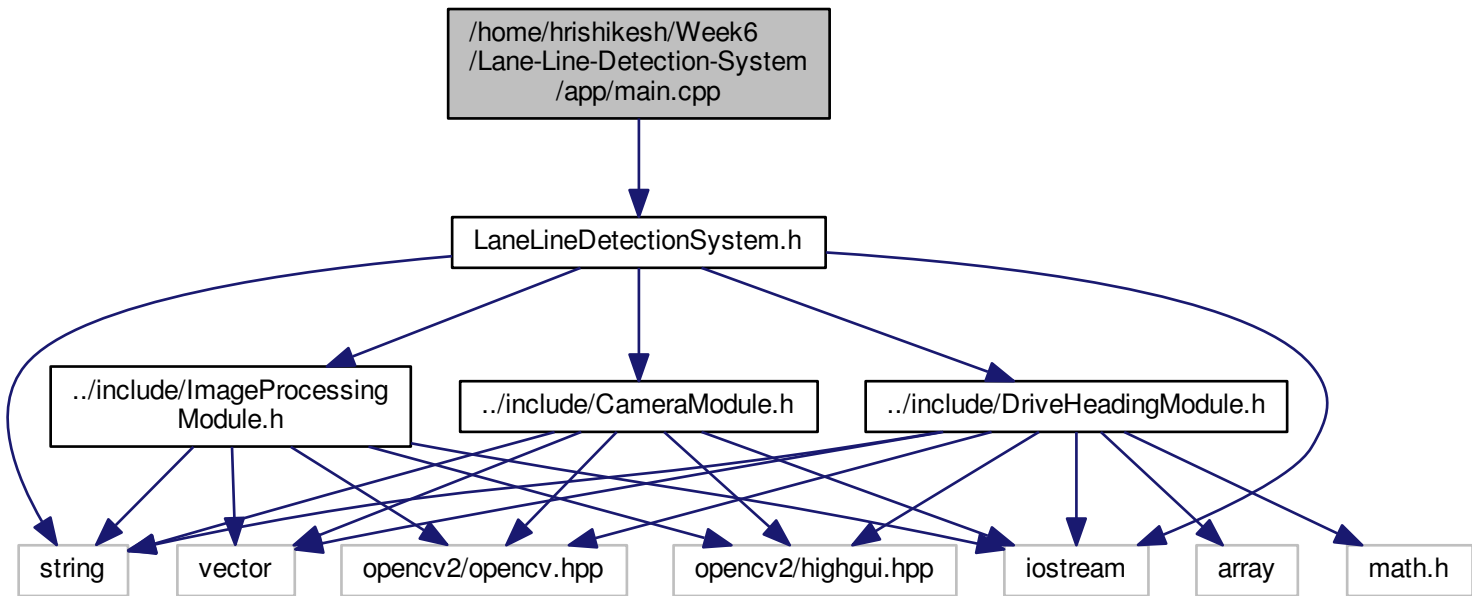 /home/hrishikesh/Week6
/Lane-Line-Detection-System
/app/main.cpp
LaneLineDetectionSystem.h
../include/ImageProcessing
Module.h
../include/CameraModule.h
../include/DriveHeadingModule.h
string
vector
opencv2/opencv.hpp
opencv2/highgui.hpp
iostream
array
math.h